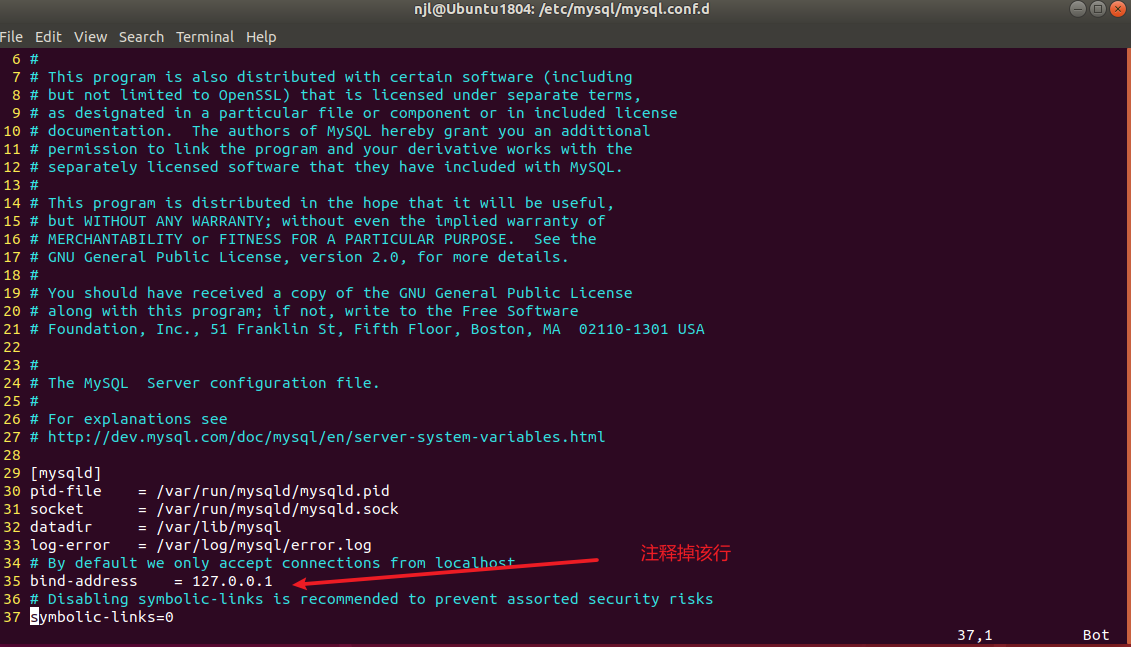 njl@Ubuntu1804: /etc/mysql/mysql.conf.d
File Edit View Search Terminal Help
6 #
7 # This program is also distributed with certain software (including
8 # but not limited to OpenSSL) that is licensed under separate terms,
9 # as designated in a particular file or component or in included license
10 # documentation.  The authors of MySQL hereby grant you an additional
11 # permission to link the program and your derivative works with the
12 # separately licensed software that they have included with MySQL.
13 #
14 # This program is distributed in the hope that it will be useful,
15 # but WITHOUT ANY WARRANTY; without even the implied warranty of
16 # MERCHANTABILITY or FITNESS FOR A PARTICULAR PURPOSE.  See the
17 # GNU General Public License, version 2.0, for more details.
18 #
19 # You should have received a copy of the GNU General Public License
20 # along with this program; if not, write to the Free Software
21 # Foundation, Inc., 51 Franklin St, Fifth Floor, Boston, MA  02110-1301 USA
22
23 #
24 # The MySQL  Server configuration file.
25 #
26 # For explanations see
27 # http://dev.mysql.com/doc/mysql/en/server-system-variables.html
28
29 [mysqld]
30 pid-file    = /var/run/mysqld/mysqld.pid
31 socket      = /var/run/mysqld/mysqld.sock
32 datadir     = /var/lib/mysql
33 log-error   = /var/log/mysql/error.log
34 # By default we only accept connections from localhost
注释掉该行
35 bind-address    = 127.0.0.1
36 # Disabling symbolic-links is recommended to prevent assorted security risks
37 symbolic-links=0
37,1 Bot